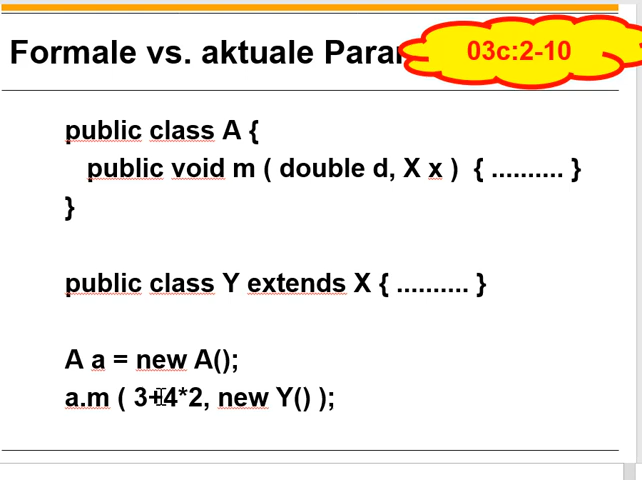 Formale vs. aktuale Para
03c:2-10
public class A {
public void m ( double d, X x ) { .......... }
}
public class Y extends X { .......... }
A a = new A();
a.m ( 3+4*2, new Y() );